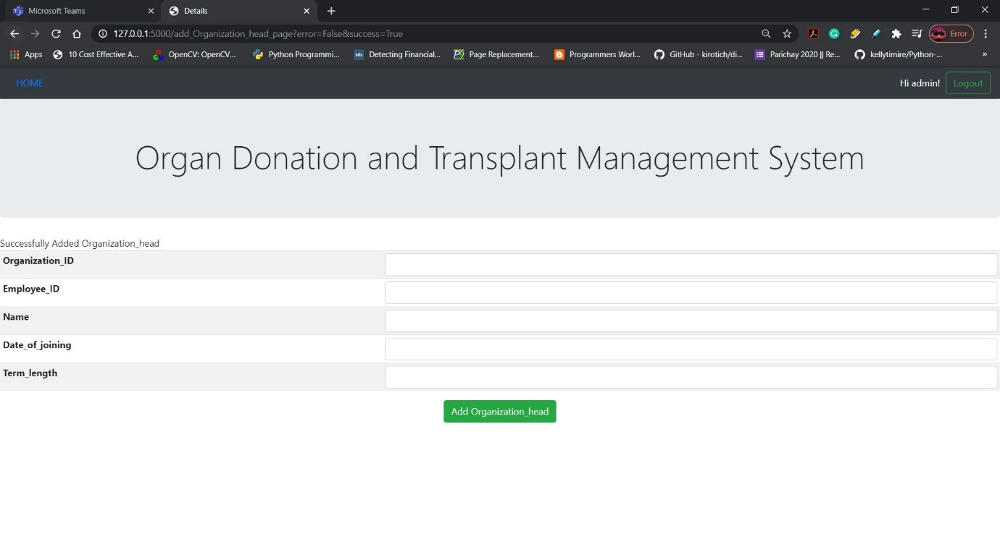 Microsoft Teams
Details
127.0.0.1:5000/add_Organization_head_page?error=False&success=True
Error
Apps
10 Cost Effective A...
OpenCV: OpenCV...
Python Programmi...
tds
Detecting Financial...
Page Replacement...
Programmers Worl...
GitHub - kirotich/di...
Parichay 2020 || Re...
kellytimire/Python-...
»
HOME
Hi admin!
Logout
Organ Donation and Transplant Management System
Successfully Added Organization_head
Organization_ID
Employee_ID
Name
Date_of_joining
Term_length
Add Organization_head